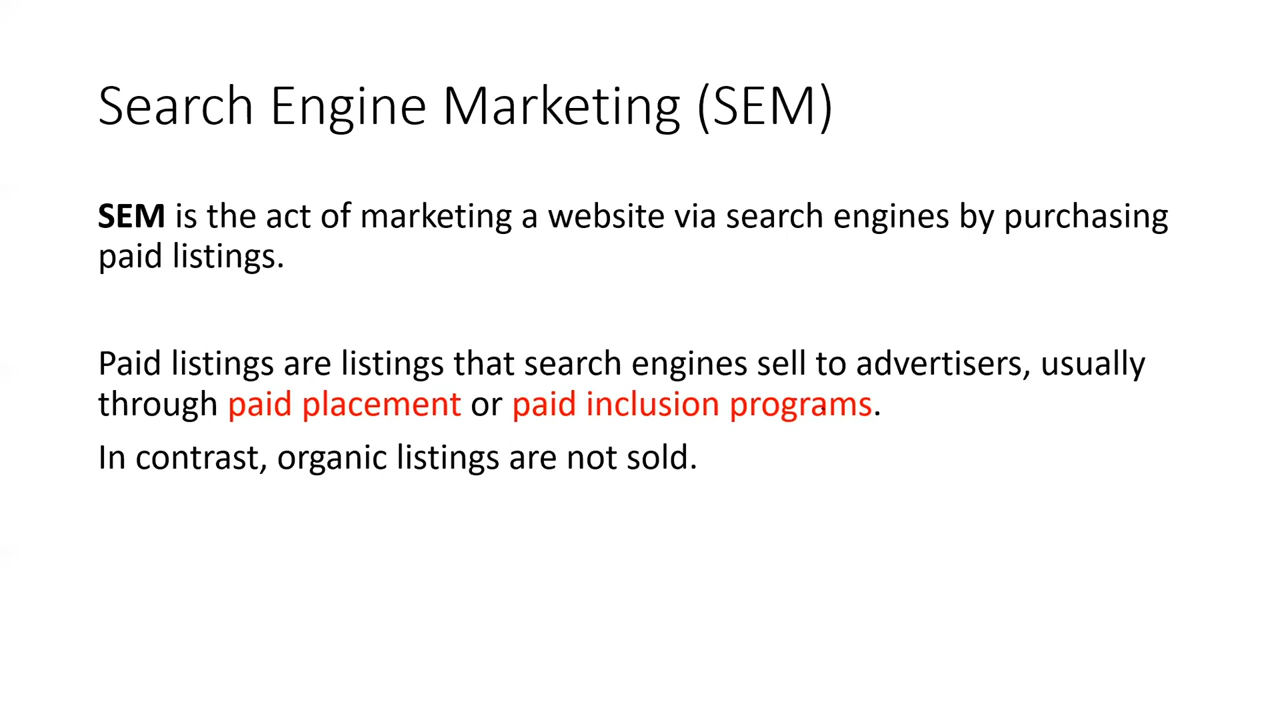 Search Engine Marketing (SEM)
SEM is the act of marketing a website via search engines by purchasing
paid listings.
Paid listings are listings that search engines sell to advertisers, usually
through paid placement or paid inclusion programs.
In contrast, organic listings are not sold.